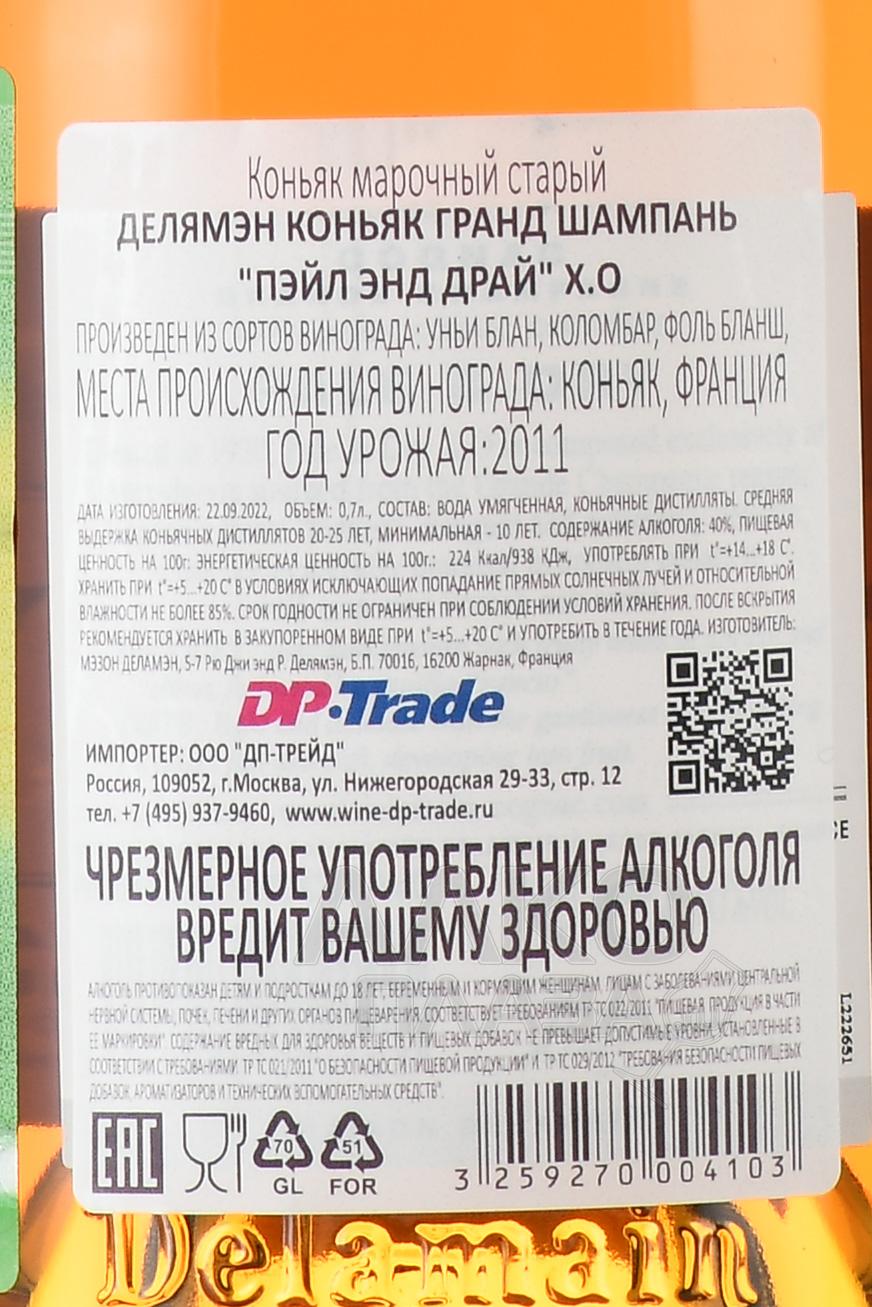 Коньяк марочный старый
ДЕЛЯМЭН КОНЬЯК ГРАНД ШАМПАНЬ
"ПЭЙЛ ЭНД ДРАЙ" Х.О
ПРОИЗВЕДЕН ИЗ СОРТОВ ВИНОГРАДА: УНЬИ БЛАН, КОЛОМБАР, ФОЛЬ БЛАНШ,
МЕСТА ПРОИСХОЖДЕНИЯ ВИНОГРАДА: КОНЬЯК, ФРАНЦИЯ
ГОД УРОЖАЯ:2011
ДАТА ИЗГОТОВЛЕНИЯ: 22.09.2022, ОБЪЕМ: 0,7л., СОСТАВ: ВОДА УМЯГЧЕННАЯ, КОНЬЯЧНЫЕ ДИСТИЛЛЯТЫ. СРЕДНЯЯ
ВЫДЕРЖКА КОНЬЯЧНЫХ ДИСТИЛЛЯТОВ 20-25 ЛЕТ, МИНИМАЛЬНАЯ - 10 ЛЕТ. СОДЕРЖАНИЕ АЛКОГОЛЯ: 40%, ПИЩЕВАЯ
ЦЕННОСТЬ НА 100г: ЭНЕРГЕТИЧЕСКАЯ ЦЕННОСТЬ НА 100г.: 224 Ккал/938 КДж, УПОТРЕБЛЯТЬ ПРИ t°=+14...+18 С°.
ХРАНИТЬ ПРИ t°=+5...+20 С° В УСЛОВИЯХ ИСКЛЮЧАЮЩИХ ПОПАДАНИЕ ПРЯМЫХ СОЛНЕЧНЫХ ЛУЧЕЙ И ОТНОСИТЕЛЬНОЙ
ВЛАЖНОСТИ НЕ БОЛЕЕ 85%. СРОК ГОДНОСТИ НЕ ОГРАНИЧЕН ПРИ СОБЛЮДЕНИИ УСЛОВИЙ ХРАНЕНИЯ. ПОСЛЕ ВСКРЫТИЯ
РЕКОМЕНДУЕТСЯ ХРАНИТЬ В ЗАКУПОРЕННОМ ВИДЕ ПРИ t°=+5...+20 С° И УПОТРЕБИТЬ В ТЕЧЕНИЕ ГОДА. ИЗГОТОВИТЕЛЬ:
МЭЗОН ДЕЛАМЭН, 5-7 Рю Джи энд Р. Делямэн, Б.П. 70016, 16200 Жарнак, Франция
DP·Trade
ИМПОРТЕР: ООО "ДП-ТРЕЙД"
Россия, 109052, г.Москва, ул. Нижегородская 29-33, стр. 12
тел. +7 (495) 937-9460, www.wine-dp-trade.ru
ЧРЕЗМЕРНОЕ УПОТРЕБЛЕНИЕ АЛКОГОЛЯ
ВРЕДИТ ВАШЕМУ ЗДОРОВЬЮ
АЛКОГОЛЬ ПРОТИВОПОКАЗАН ДЕТЯМ И ПОДРОСТКАМ ДО 18 ЛЕТ, БЕРЕМЕННЫМ И КОРМЯЩИМ ЖЕНЩИНАМ, ЛИЦАМ С ЗАБОЛЕВАНИЯМИ ЦЕНТРАЛЬНОЙ
НЕРВНОЙ СИСТЕМЫ, ПОЧЕК, ПЕЧЕНИ И ДРУГИХ ОРГАНОВ ПИЩЕВАРЕНИЯ. СООТВЕТСТВУЕТ ТРЕБОВАНИЯМ ТР ТС 022/2011 "ПИЩЕВАЯ ПРОДУКЦИЯ В ЧАСТИ
ЕЕ МАРКИРОВКИ". СОДЕРЖАНИЕ ВРЕДНЫХ ДЛЯ ЗДОРОВЬЯ ВЕЩЕСТВ И ПИЩЕВЫХ ДОБАВОК НЕ ПРЕВЫШАЕТ ДОПУСТИМЫЕ УРОВНИ, УСТАНОВЛЕННЫЕ В
СООТВЕТСТВИИ С ТРЕБОВАНИЯМИ ТР ТС 021/2011 "О БЕЗОПАСНОСТИ ПИЩЕВОЙ ПРОДУКЦИИ" И ТР ТС 029/2012 "ТРЕБОВАНИЯ БЕЗОПАСНОСТИ ПИЩЕВЫХ
ДОБАВОК, АРОМАТИЗАТОРОВ И ТЕХНИЧЕСКИХ ВСПОМОГАТЕЛЬНЫХ СРЕДСТВ".
EAC
70
GL
51
FOR
3 259270 004103
L222651
Delamain